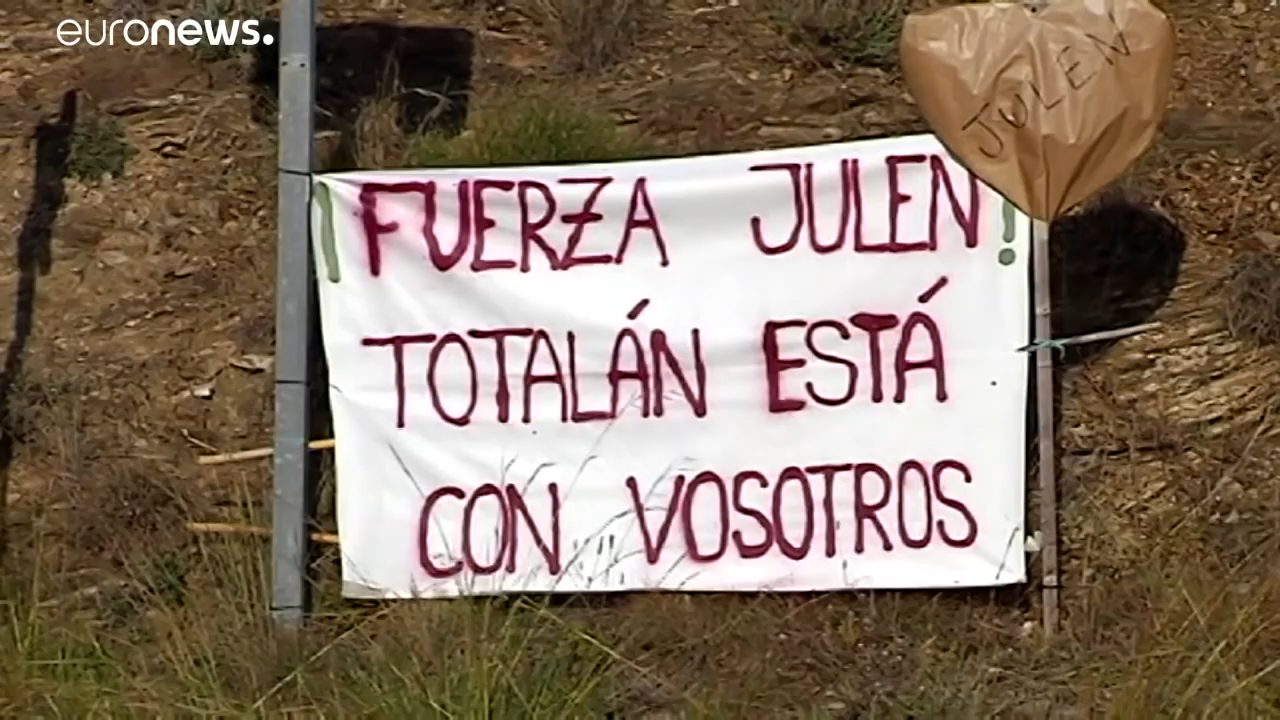 euronews.
JULEN
¡FUERZA JULEN!
TOTALÁN ESTÁ
CON VOSOTROS